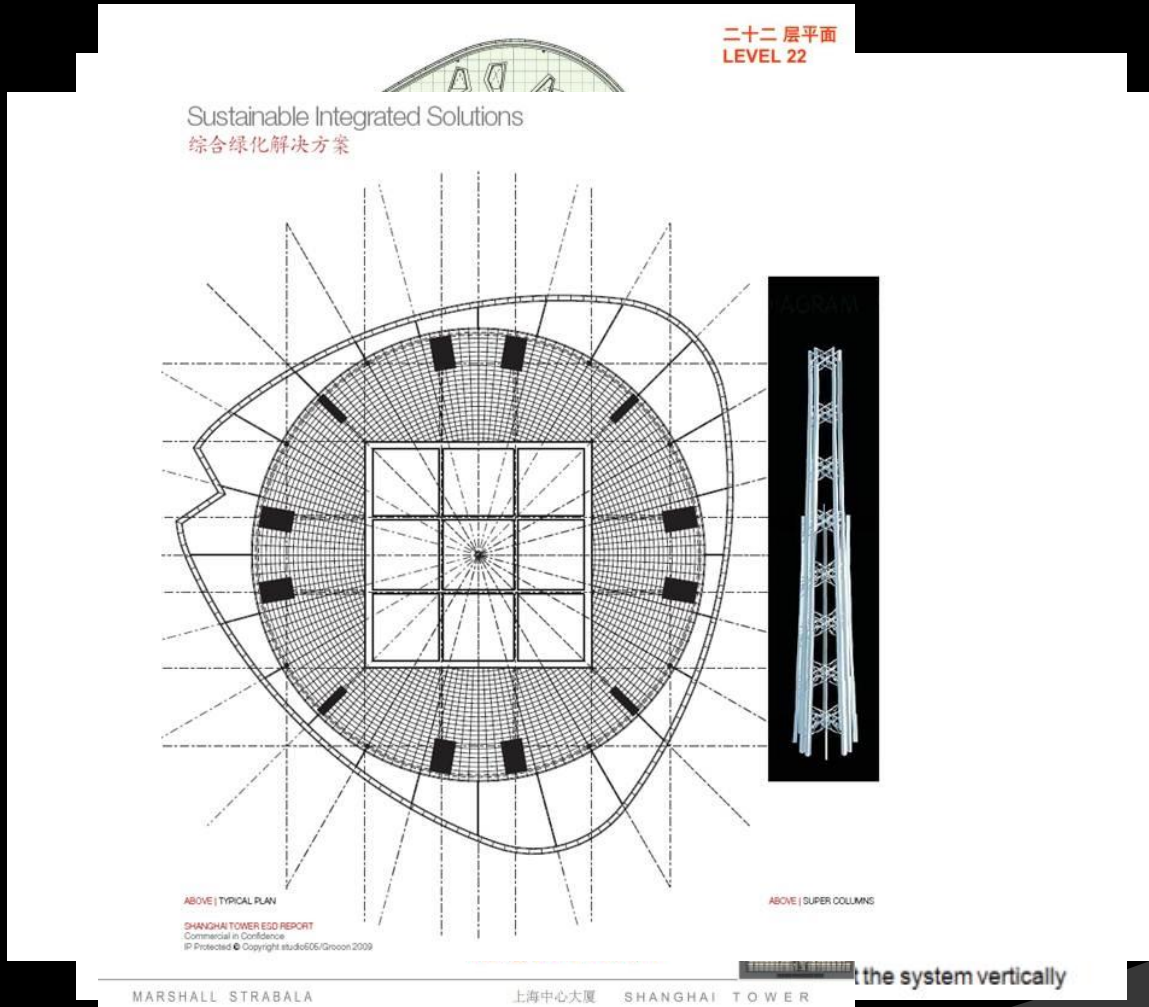 二十二 层平面
LEVEL 22
Sustainable Integrated Solutions
综合绿化解决方案
AGRAM
ABOVE | TYPICAL PLAN
ABOVE | SUPER COLUMNS
SHANGHAI TOWER ESD REPORT
Commercial in Confidence
IP Protected © Copyright studio606/Grocon 2009
t the system vertically
MARSHALL STRABALA
上海中心大厦 SHANGHAI TOWER